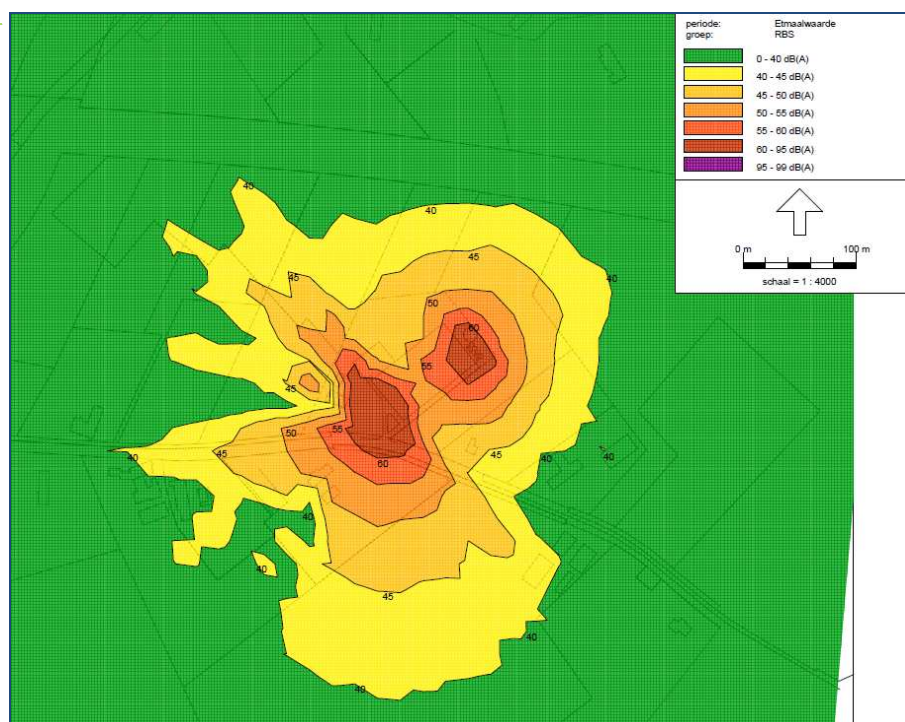 periode: Etmaalwaarde
groep: RBS
0 - 40 dB(A)
40 - 45 dB(A)
45 - 50 dB(A)
50 - 55 dB(A)
55 - 60 dB(A)
60 - 95 dB(A)
95 - 99 dB(A)
0 m 100 m
schaal = 1 : 4000
40
40
45
40
45
50
60
55
45
55
50
45
45
40
60
40
40
40
40
45
40
40